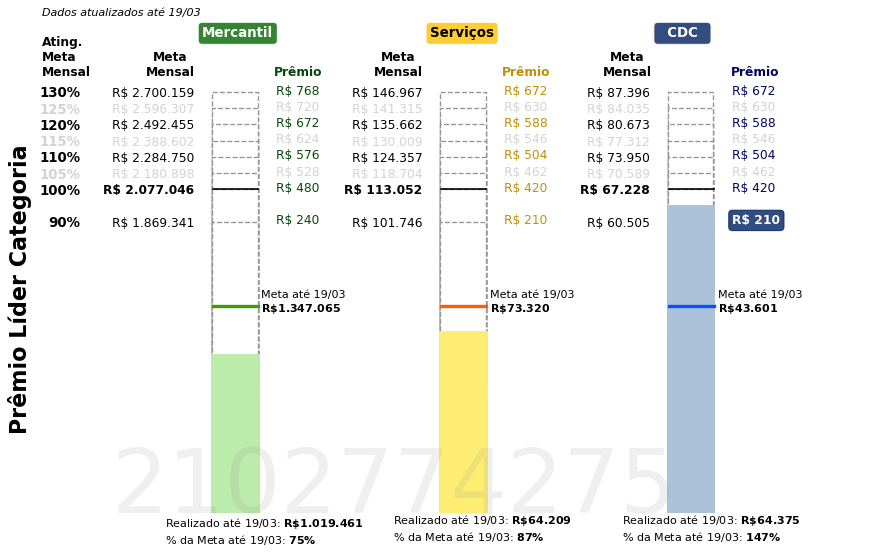 Dados atualizados até 19/03
Mercantil Serviços CDC
Ating. Meta Mensal Meta Mensal Prêmio Meta Mensal Prêmio Meta Mensal Prêmio
130% R$ 2.700.159 R$ 768 R$ 146.967 R$ 672 R$ 87.396 R$ 672
125% R$ 2.596.307 R$ 720 R$ 141.315 R$ 630 R$ 84.035 R$ 630
120% R$ 2.492.455 R$ 672 R$ 135.662 R$ 588 R$ 80.673 R$ 588
115% R$ 2.388.602 R$ 624 R$ 130.009 R$ 546 R$ 77.312 R$ 546
110% R$ 2.284.750 R$ 576 R$ 124.357 R$ 504 R$ 73.950 R$ 504
105% R$ 2.180.898 R$ 528 R$ 118.704 R$ 462 R$ 70.589 R$ 462
100% R$ 2.077.046 R$ 480 R$ 113.052 R$ 420 R$ 67.228 R$ 420
90% R$ 1.869.341 R$ 240 R$ 101.746 R$ 210 R$ 60.505 R$ 210
Prêmio Líder Categoria
Meta até 19/03 Meta até 19/03 Meta até 19/03
R$1.347.065 R$73.320 R$43.601
2102774275
Realizado até 19/03: R$1.019.461 Realizado até 19/03: R$64.209 Realizado até 19/03: R$64.375
% da Meta até 19/03: 75% % da Meta até 19/03: 87% % da Meta até 19/03: 147%